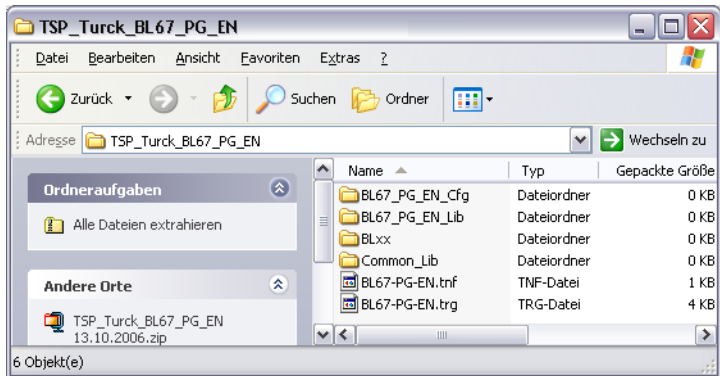 TSP_Turck_BL67_PG_EN
Datei Bearbeiten Ansicht Favoriten Extras ?
Zurück Suchen Ordner
Adresse TSP_Turck_BL67_PG_EN Wechseln zu
Ordneraufgaben
Alle Dateien extrahieren
Andere Orte
TSP_Turck_BL67_PG_EN
13.10.2006.zip
Name Typ Gepackte Größe
BL67_PG_EN_Cfg Dateiordner 0 KB
BL67_PG_EN_Lib Dateiordner 0 KB
BLxx Dateiordner 0 KB
Common_Lib Dateiordner 0 KB
BL67-PG-EN.tnf TNF-Datei 1 KB
BL67-PG-EN.trg TRG-Datei 4 KB
6 Objekt(e)